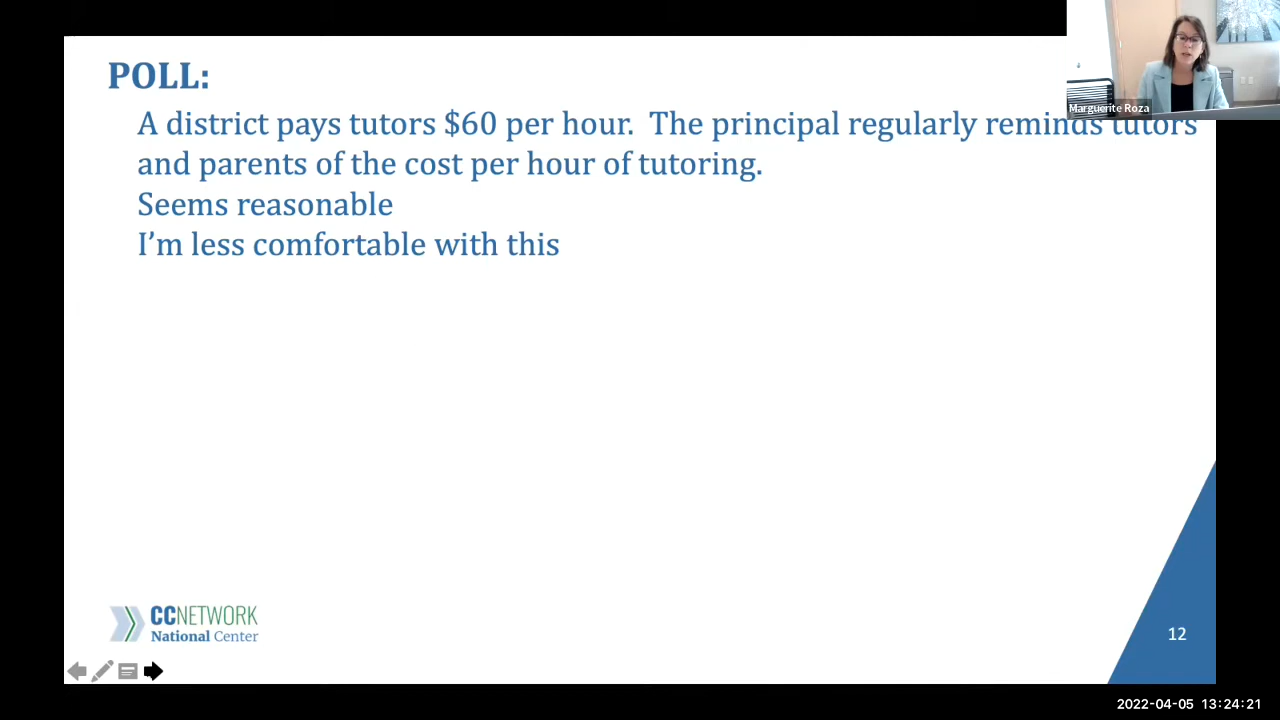 POLL:
Marguerite Roza
A district pays tutors $60 per hour.  The principal regularly reminds tutors
and parents of the cost per hour of tutoring.
Seems reasonable
I’m less comfortable with this
CCNETWORK
National Center
12
2022-04-05 13:24:21